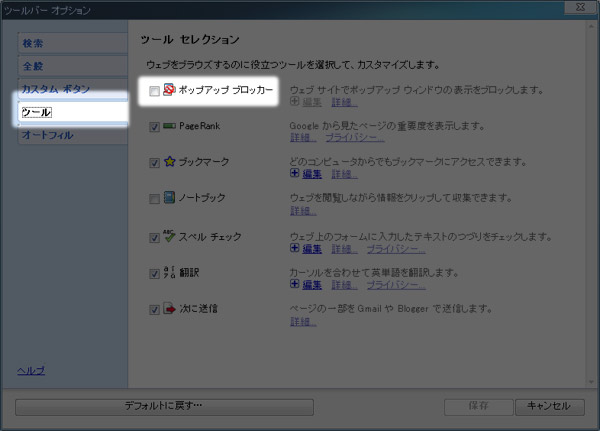 ツールバー オプション
検索
全般
カスタム ボタン
ツール
オートフィル
ヘルプ
ツール セレクション
ウェブをブラウズするのに役立つツールを選択して、カスタマイズします。
ポップアップ ブロッカー
ウェブ サイトでポップアップ ウィンドウの表示をブロックします。
編集 詳細...
PageRank
Google から見たページの重要度を表示します。
詳細... プライバシー...
ブックマーク
どのコンピュータからでもブックマークにアクセスできます。
編集 詳細...
ノートブック
ウェブを閲覧しながら情報をクリップして収集できます。
詳細...
スペル チェック
ウェブ上のフォームに入力したテキストのつづりをチェックします。
編集 詳細... プライバシー...
翻訳
カーソルを合わせて英単語を翻訳します。
編集 詳細... プライバシー...
次に送信
ページの一部を Gmail や Blogger で送信します。
詳細...
デフォルトに戻す…
保存
キャンセル